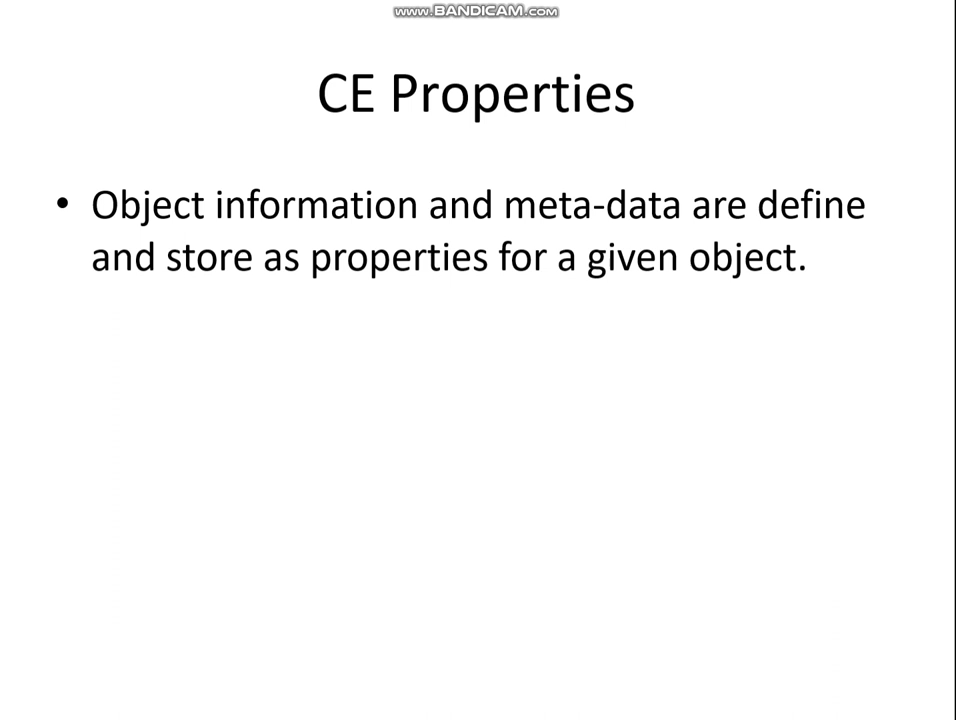 www.BANDICAM.com
CE Properties
• Object information and meta-data are define
and store as properties for a given object.